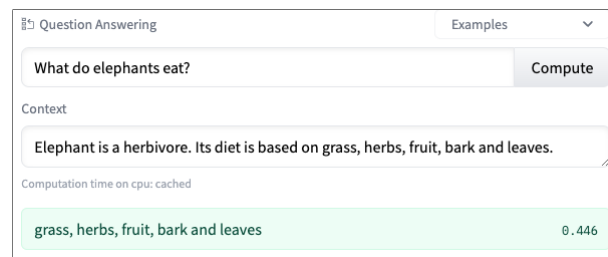 Question Answering
Examples
What do elephants eat?
Compute
Context
Elephant is a herbivore. Its diet is based on grass, herbs, fruit, bark and leaves.
Computation time on cpu: cached
grass, herbs, fruit, bark and leaves
0.446